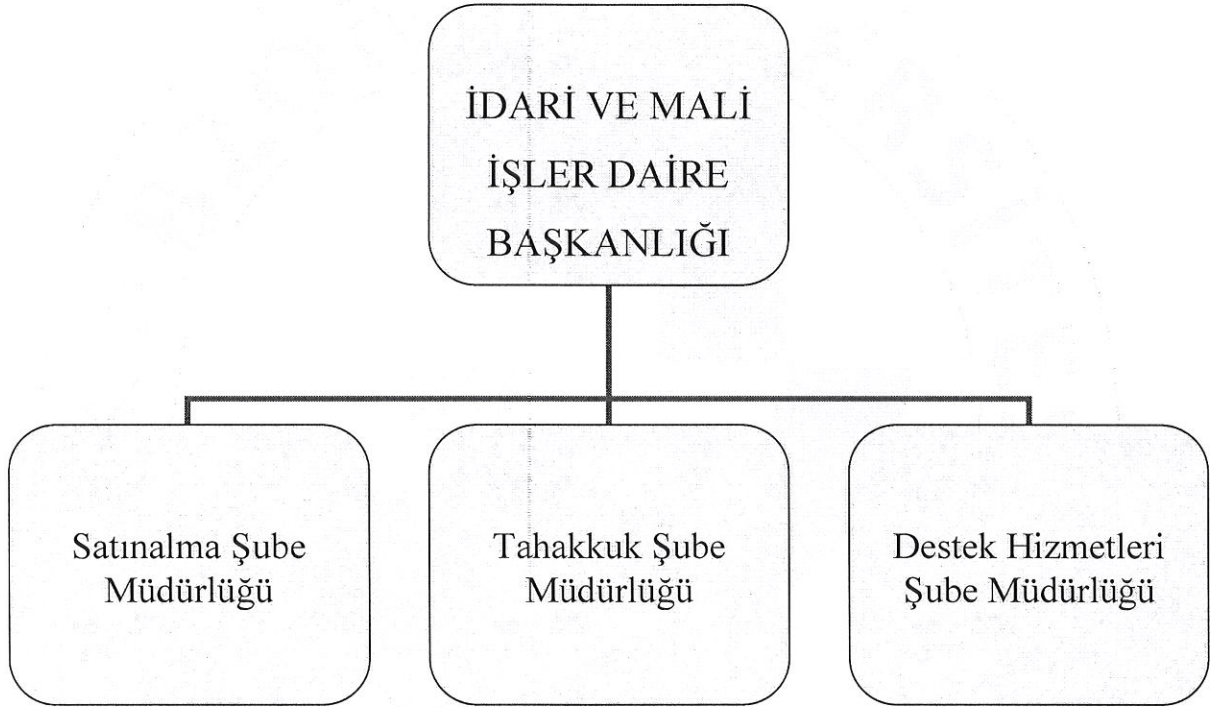 İDARİ VE MALİ
İŞLER DAİRE
BAŞKANLIĞI
Satınalma Şube
Müdürlüğü
Tahakkuk Şube
Müdürlüğü
Destek Hizmetleri
Şube Müdürlüğü